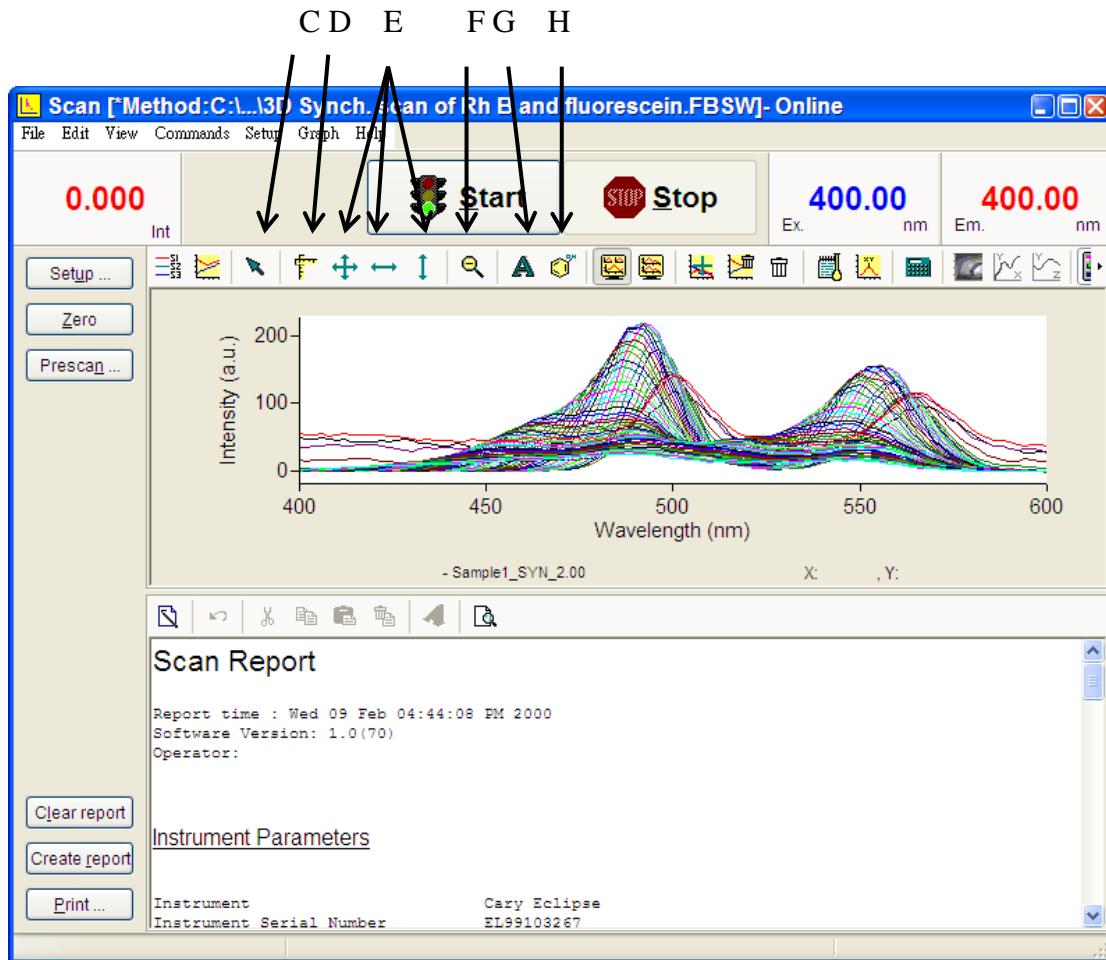 C D E F G H
Scan [*Method:C:\...\3D Synch. scan of Rh B and fluorescein.FBSW]- Online
File Edit View Commands Setup Graph Help
0.000
Int
Start
STOP Stop
400.00
Ex. nm
400.00
Em. nm
Setup ...
Zero
Prescan ...
A
Intensity (a.u.)
200
100
0
400 450 500 550 600
Wavelength (nm)
- Sample1_SYN_2.00
X: , Y:
Scan Report
Report time : Wed 09 Feb 04:44:08 PM 2000
Software Version: 1.0(70)
Operator:
Clear report
Instrument Parameters
Create report
Print ...
Instrument Cary Eclipse
Instrument Serial Number EL99103267